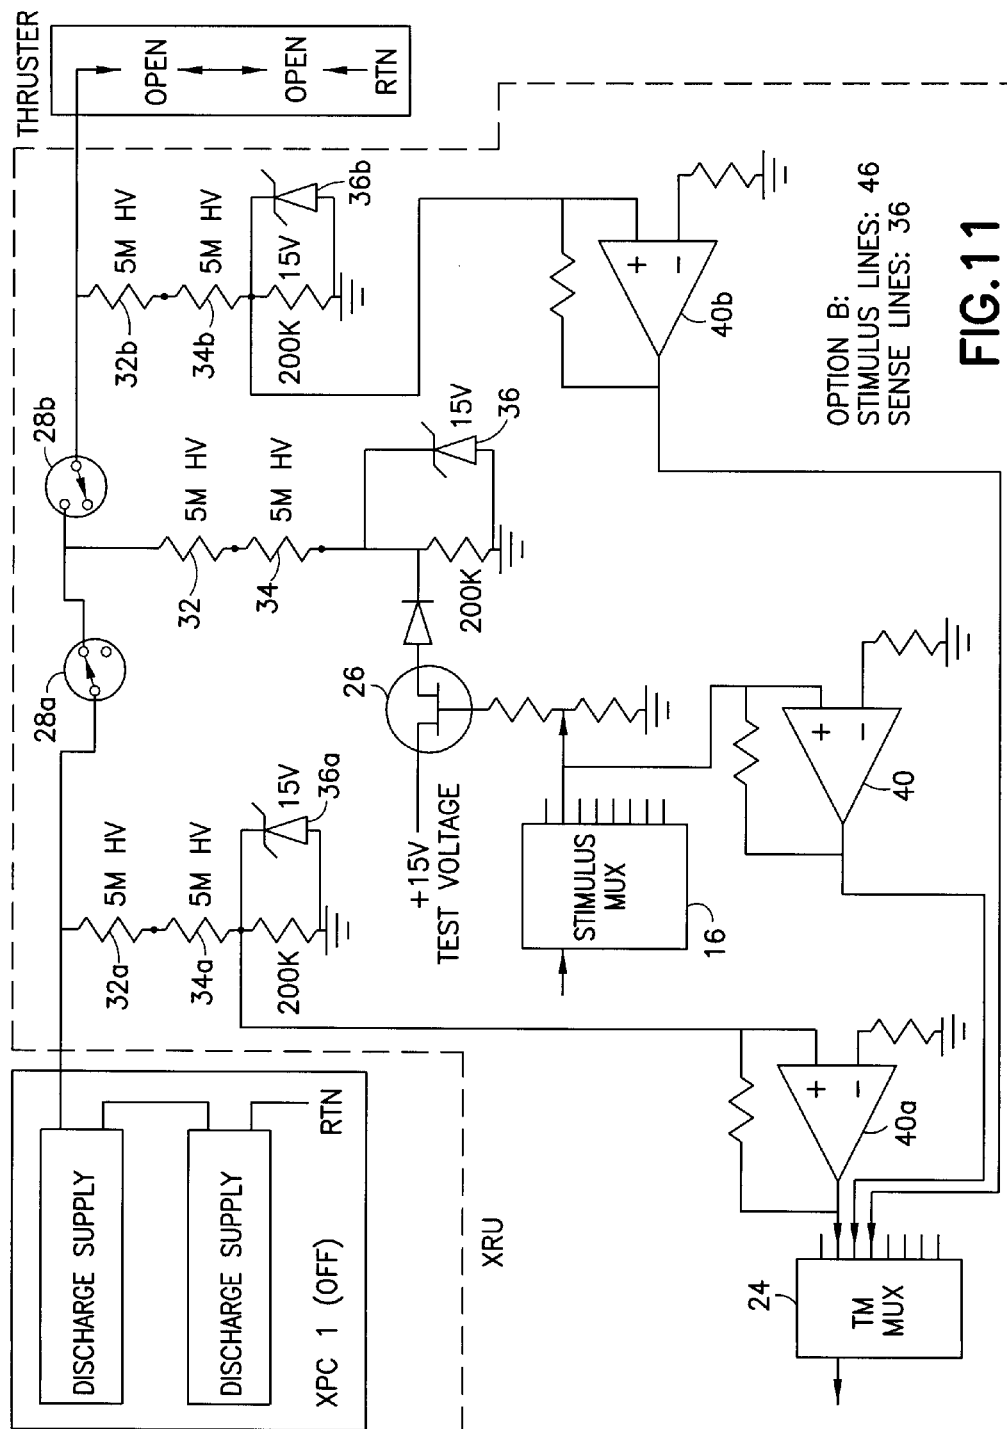 THRUSTER
OPEN
OPEN
RTN
28b
5M HV
32b
5M HV
34b
15V
200K
36b
28a
5M HV
32
5M HV
34
15V
200K
36
5M HV
32a
5M HV
34a
15V
200K
36a
26
+15V
TEST VOLTAGE
STIMULUS
MUX
16
+
−
40b
+
−
40
+
−
40a
DISCHARGE SUPPLY
DISCHARGE SUPPLY
RTN
XPC 1 (OFF)
XRU
24
TM
MUX
OPTION B:
STIMULUS LINES: 46
SENSE LINES: 36
FIG.11